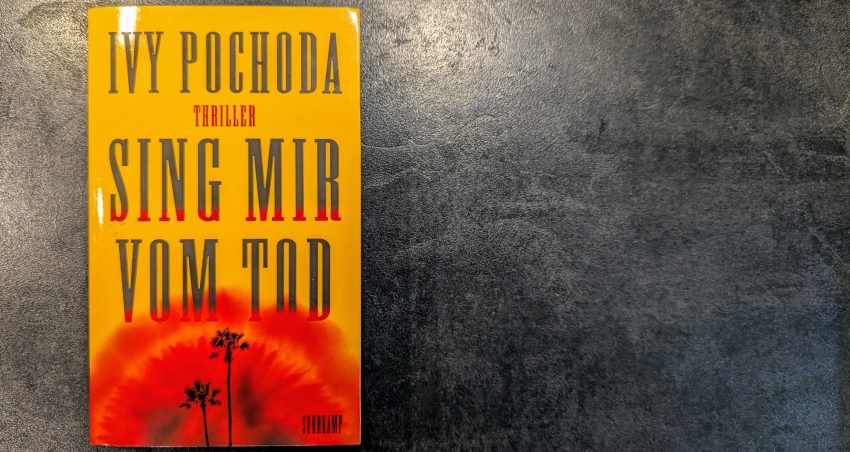 IVY POCHODA
THRILLER
SING MIR
VOM TOD
SUHRKAMP